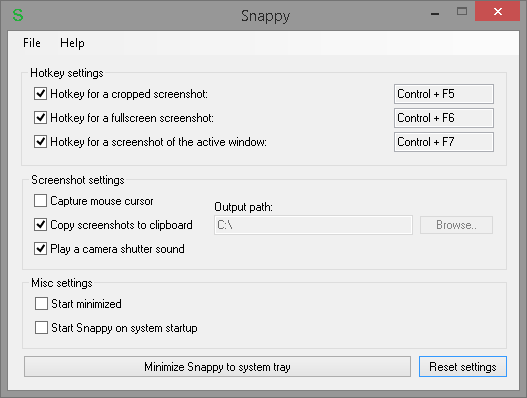 S Snappy
File Help
Hotkey settings
Hotkey for a cropped screenshot: Control + F5
Hotkey for a fullscreen screenshot: Control + F6
Hotkey for a screenshot of the active window: Control + F7
Screenshot settings
Capture mouse cursor
Output path:
Copy screenshots to clipboard C:\ Browse..
Play a camera shutter sound
Misc settings
Start minimized
Start Snappy on system startup
Minimize Snappy to system tray Reset settings